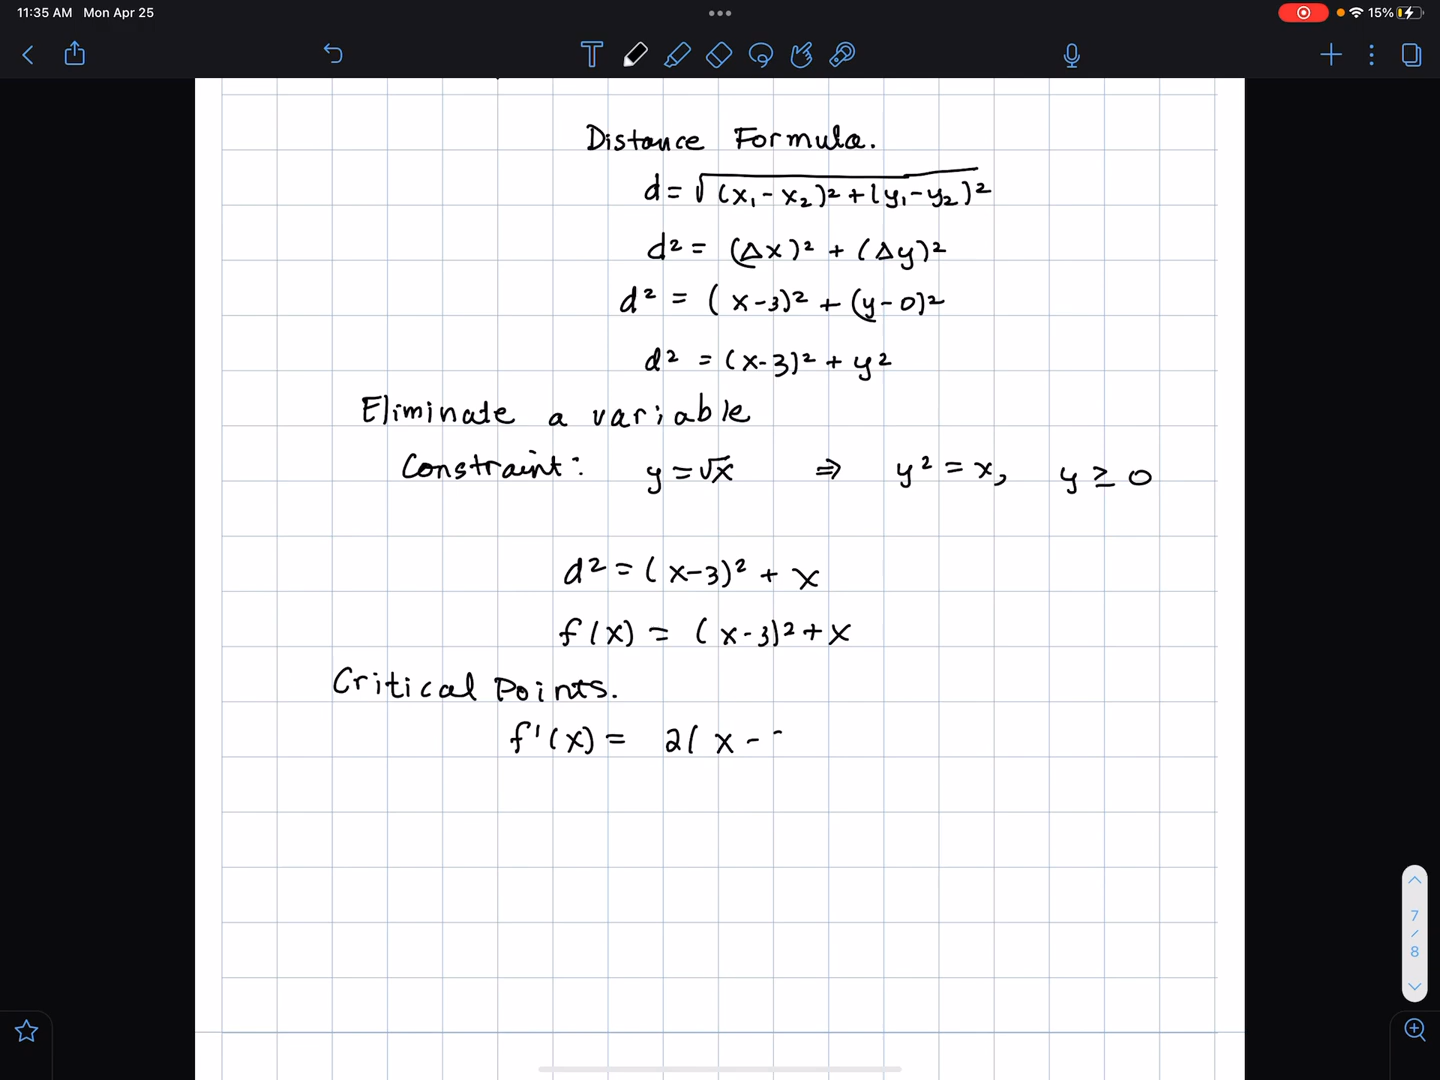 11:35 AM Mon Apr 25
15%
Distance Formula.
d = √(x₁ - x₂)² + (y₁ - y₂)²
d² = (Δx)² + (Δy)²
d² = (x-3)² + (y-0)²
d² = (x-3)² + y²
Eliminate a variable
Constraint: y = √x ⇒ y² = x, y ≥ 0
d² = (x-3)² + x
f(x) = (x-3)² + x
Critical Points.
f'(x) = 2(x -
7
/
8